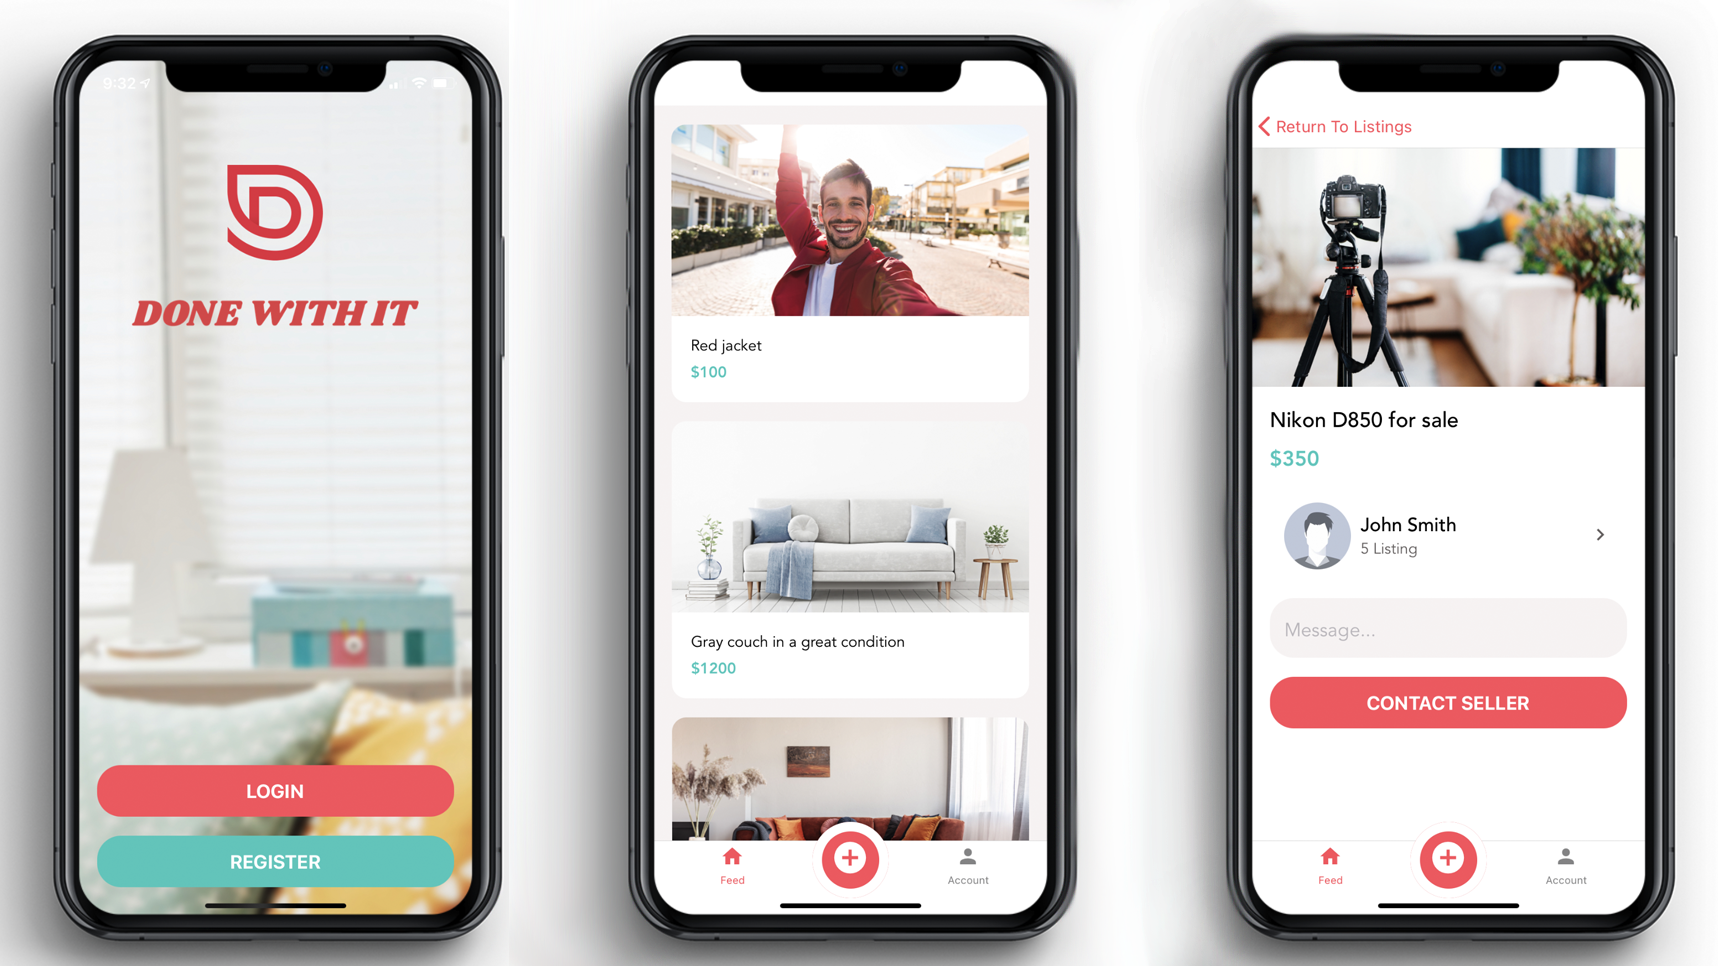 9:32
DONE WITH IT
LOGIN
REGISTER
Red jacket
$100
Gray couch in a great condition
$1200
Feed
Account
Return To Listings
Nikon D850 for sale
$350
John Smith
5 Listing
Message...
CONTACT SELLER
Feed
Account